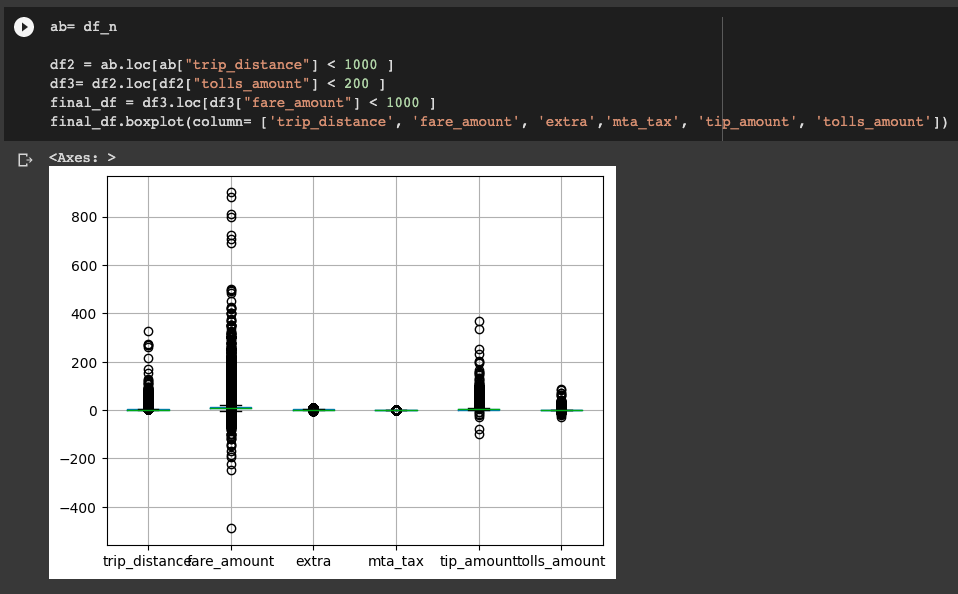 ab= df_n
df2 = ab.loc[ab["trip_distance"] < 1000 ]
df3= df2.loc[df2["tolls_amount"] < 200 ]
final_df = df3.loc[df3["fare_amount"] < 1000 ]
final_df.boxplot(column= ['trip_distance', 'fare_amount', 'extra','mta_tax', 'tip_amount', 'tolls_amount'])
<Axes: >
800
600
400
200
0
−200
−400
trip_distance fare_amount extra mta_tax tip_amount tolls_amount